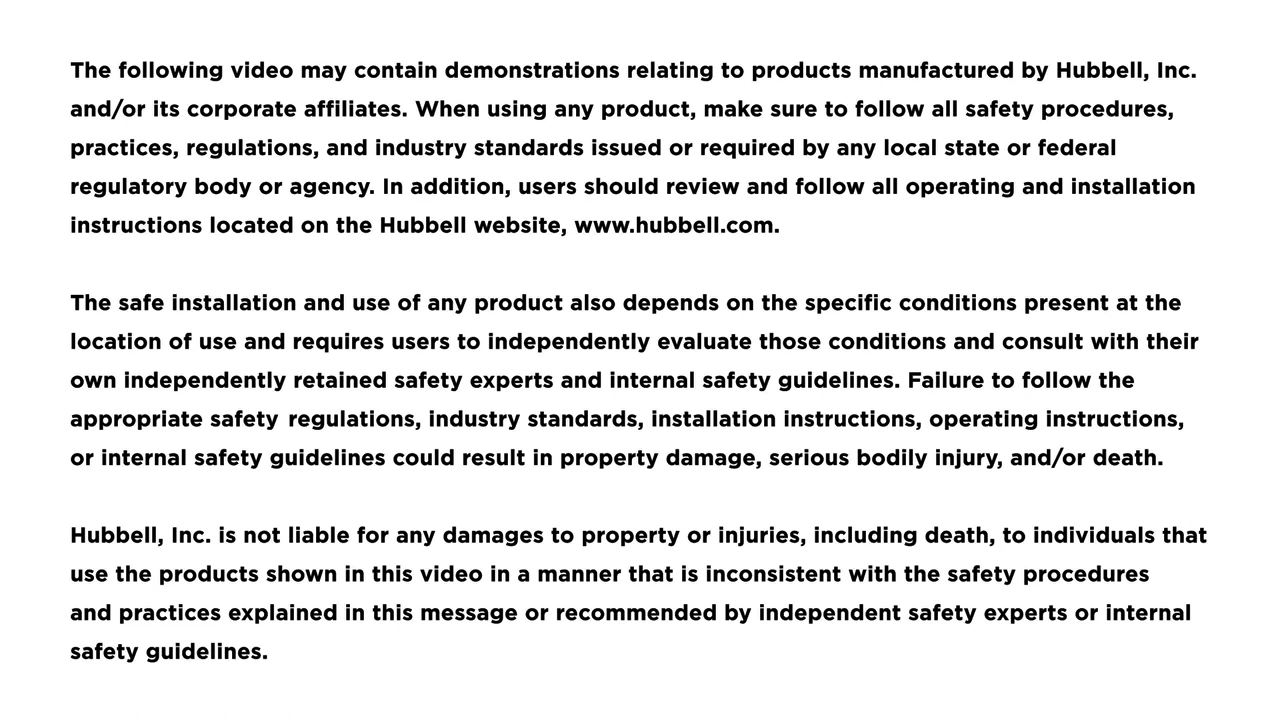 The following video may contain demonstrations relating to products manufactured by Hubbell, Inc.
and/or its corporate affiliates. When using any product, make sure to follow all safety procedures,
practices, regulations, and industry standards issued or required by any local state or federal
regulatory body or agency. In addition, users should review and follow all operating and installation
instructions located on the Hubbell website, www.hubbell.com.
The safe installation and use of any product also depends on the specific conditions present at the
location of use and requires users to independently evaluate those conditions and consult with their
own independently retained safety experts and internal safety guidelines. Failure to follow the
appropriate safety regulations, industry standards, installation instructions, operating instructions,
or internal safety guidelines could result in property damage, serious bodily injury, and/or death.
Hubbell, Inc. is not liable for any damages to property or injuries, including death, to individuals that
use the products shown in this video in a manner that is inconsistent with the safety procedures
and practices explained in this message or recommended by independent safety experts or internal
safety guidelines.